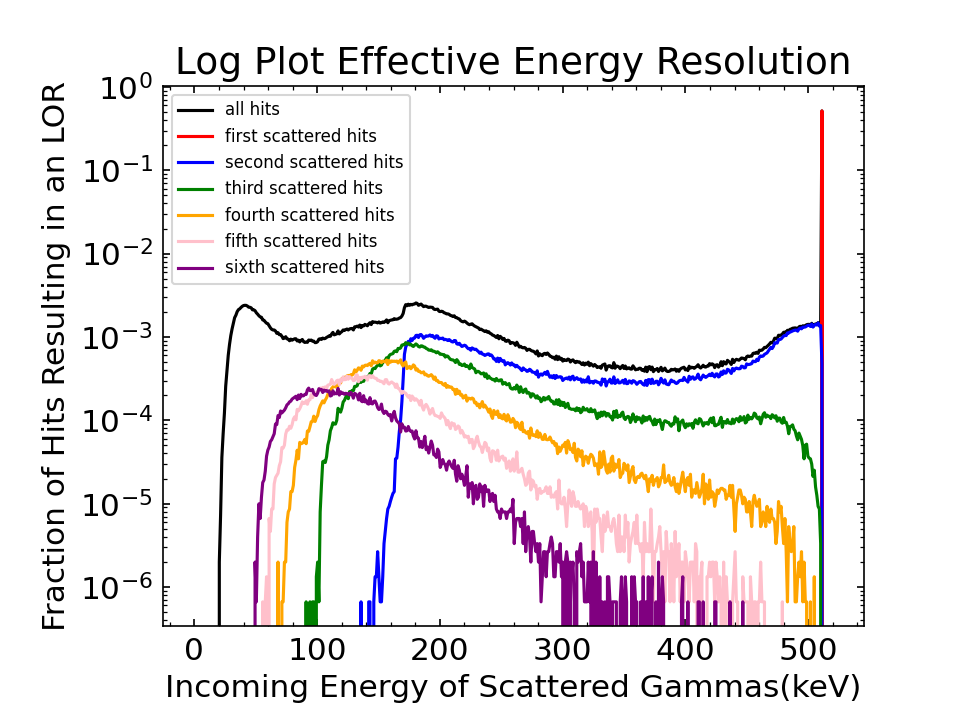 Log Plot Effective Energy Resolution
Fraction of Hits Resulting in an LOR
10^0
10^-1
10^-2
10^-3
10^-4
10^-5
10^-6
all hits
first scattered hits
second scattered hits
third scattered hits
fourth scattered hits
fifth scattered hits
sixth scattered hits
0 100 200 300 400 500
Incoming Energy of Scattered Gammas(keV)